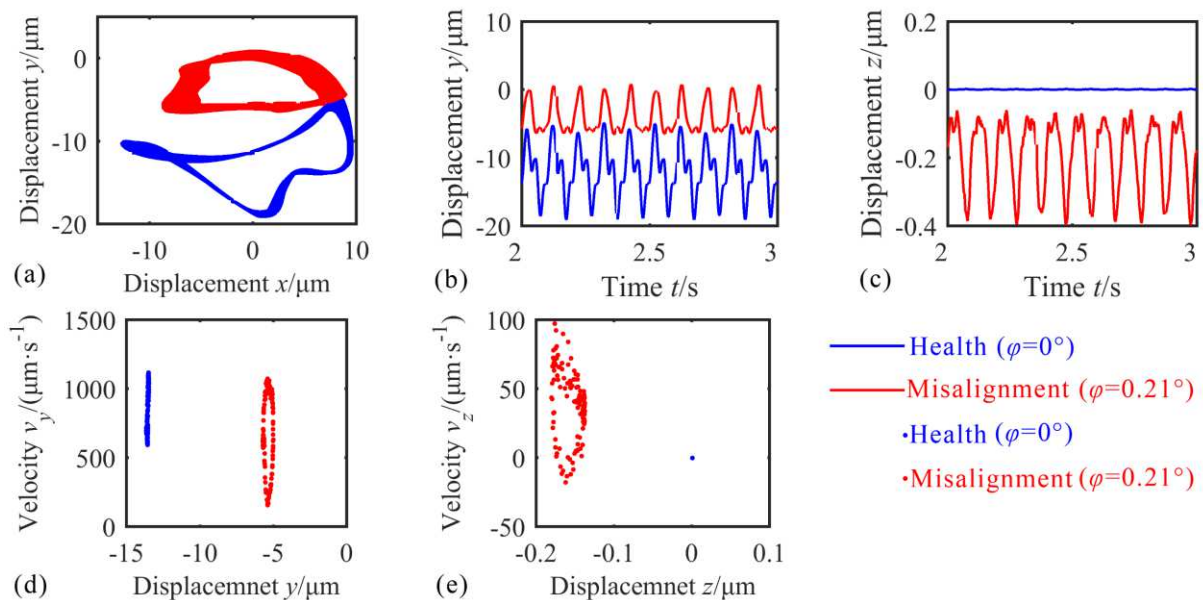 Displacement y/μm
0
-10
-20
-10
0
10
(a)
Displacement x/μm
Displacement y/μm
10
0
-10
-20
2
2.5
3
(b)
Time t/s
Displacement z/μm
0.2
0
-0.2
-0.4
2
2.5
3
(c)
Time t/s
Velocity vy/(μm·s-1)
1500
1000
500
0
-15
-10
-5
0
(d)
Displacemnet y/μm
Velocity vz/(μm·s-1)
100
50
0
-50
-0.2
-0.1
0
0.1
(e)
Displacemnet z/μm
Health (φ=0°)
Misalignment (φ=0.21°)
Health (φ=0°)
Misalignment (φ=0.21°)